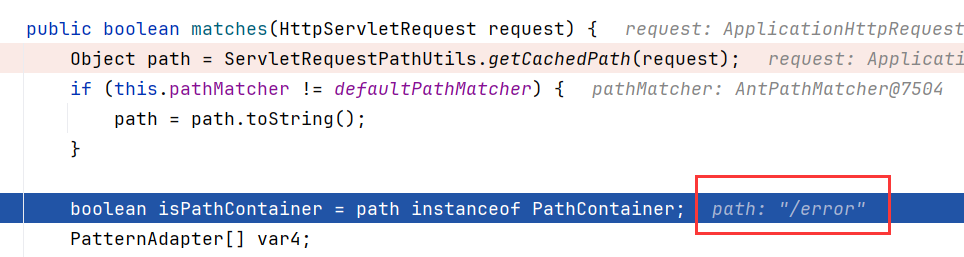 public boolean matches(HttpServletRequest request) { request: ApplicationHttpRequest
Object path = ServletRequestPathUtils.getCachedPath(request); request: Applicati
if (this.pathMatcher != defaultPathMatcher) { pathMatcher: AntPathMatcher@7504
path = path.toString();
}
boolean isPathContainer = path instanceof PathContainer; path: "/error"
PatternAdapter[] var4;